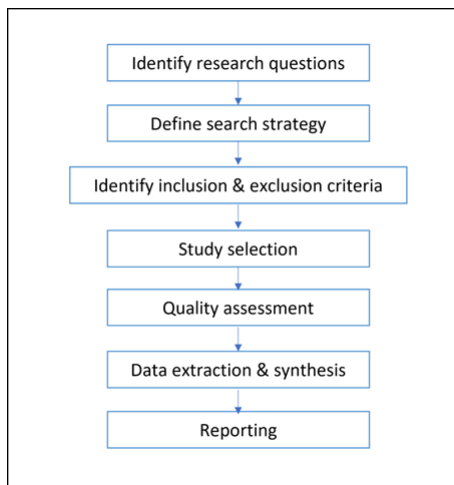 Identify research questions
Define search strategy
Identify inclusion & exclusion criteria
Study selection
Quality assessment
Data extraction & synthesis
Reporting